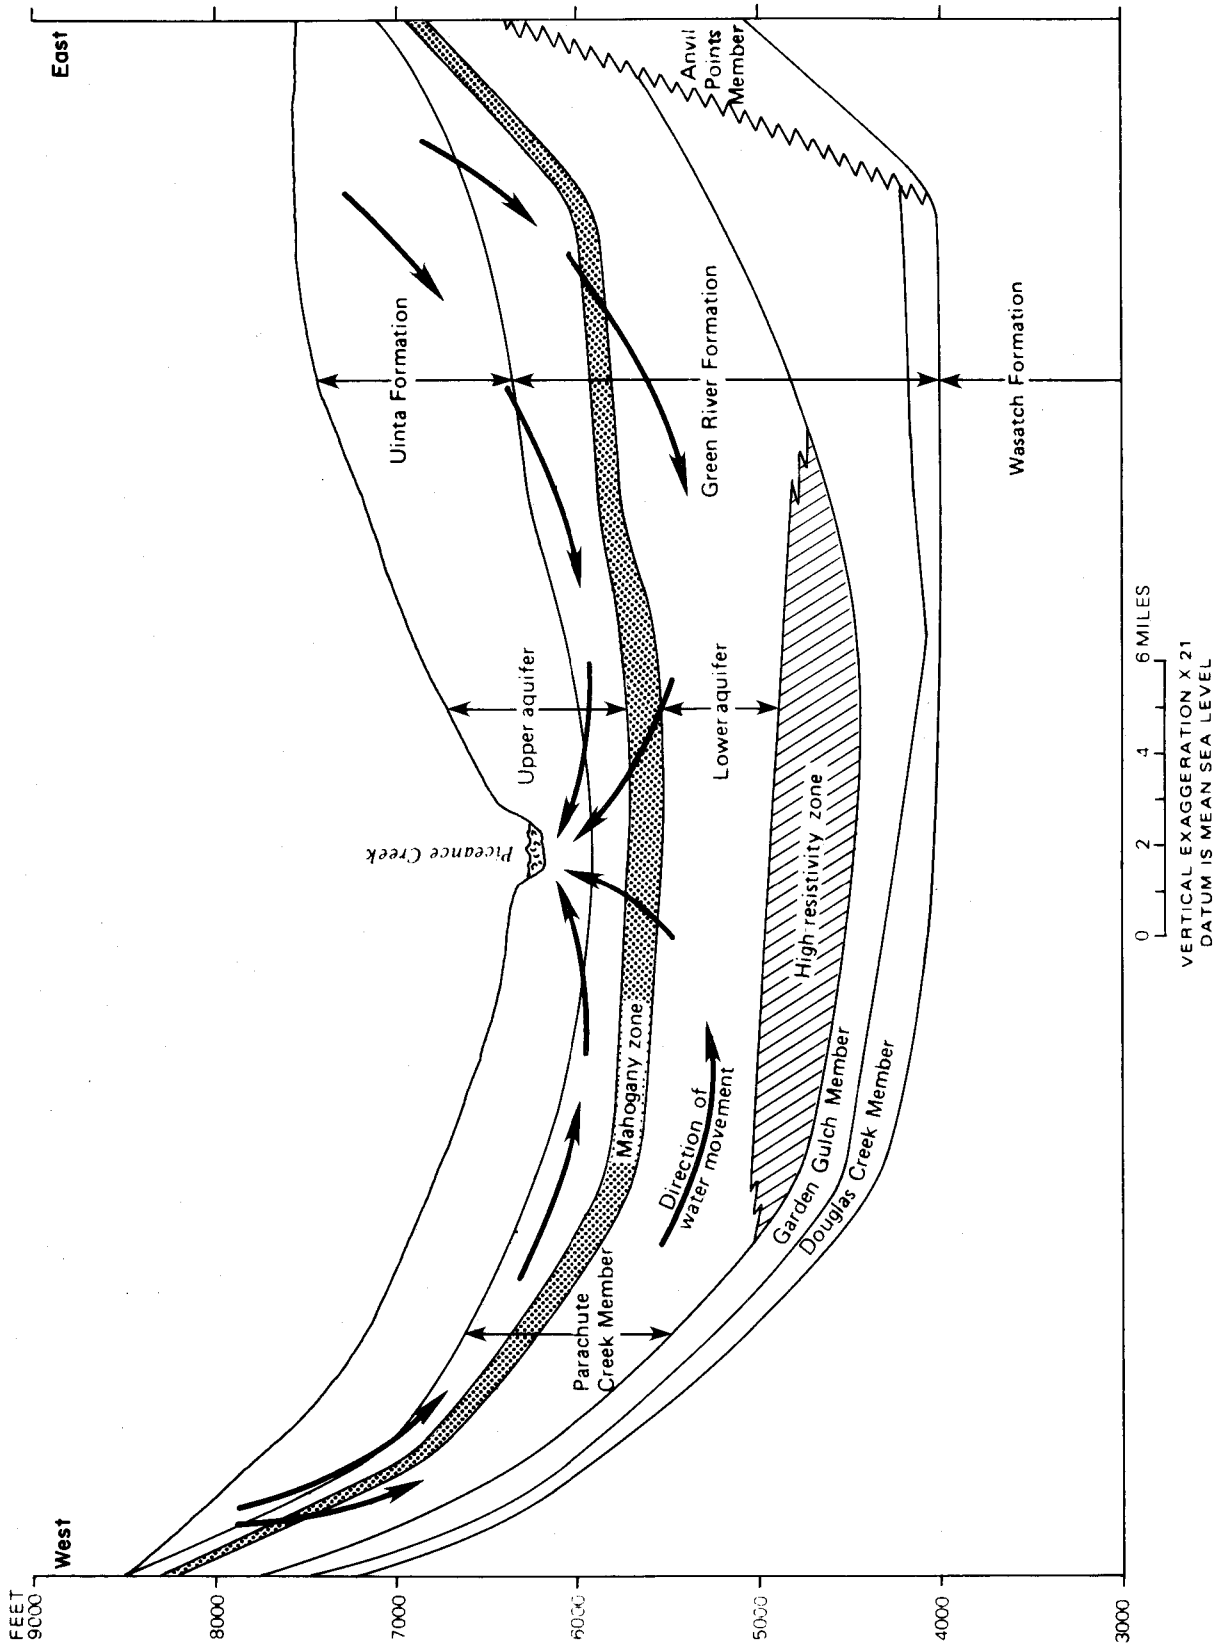 FEET
9000
8000
7000
6000
5000
4000
3000
West
East
Piceance Creek
Uinta Formation
Upper aquifer
Green River Formation
Anvil
Points
Member
Mahogany zone
Parachute
Creek Member
Lower aquifer
Direction of
water movement
High resistivity zone
Garden Gulch Member
Douglas Creek Member
Wasatch Formation
0 2 4 6 MILES
VERTICAL EXAGGERATION X 21
DATUM IS MEAN SEA LEVEL